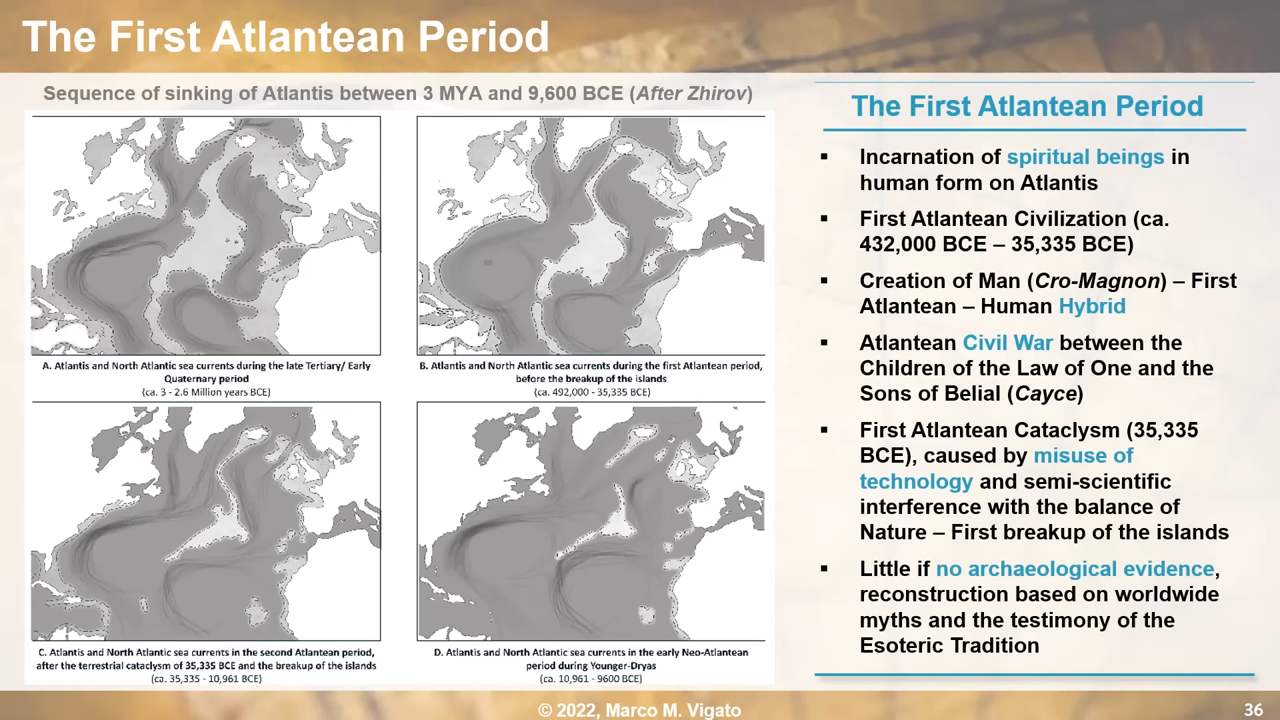 The First Atlantean Period
Sequence of sinking of Atlantis between 3 MYA and 9,600 BCE (After Zhirov)
A. Atlantis and North Atlantic sea currents during the late Tertiary/ Early
Quaternary period
(ca. 3 - 2.6 Million years BCE)
B. Atlantis and North Atlantic sea currents during the first Atlantean period,
before the breakup of the islands
(ca. 492,000 - 35,335 BCE)
C. Atlantis and North Atlantic sea currents in the second Atlantean period,
after the terrestrial cataclysm of 35,335 BCE and the breakup of the islands
(ca. 35,335 - 10,961 BCE)
D. Atlantis and North Atlantic sea currents in the early Neo-Atlantean
period during Younger-Dryas
(ca. 10,961 - 9600 BCE)
The First Atlantean Period
▪ Incarnation of spiritual beings in
human form on Atlantis
▪ First Atlantean Civilization (ca.
432,000 BCE – 35,335 BCE)
▪ Creation of Man (Cro-Magnon) – First
Atlantean – Human Hybrid
▪ Atlantean Civil War between the
Children of the Law of One and the
Sons of Belial (Cayce)
▪ First Atlantean Cataclysm (35,335
BCE), caused by misuse of
technology and semi-scientific
interference with the balance of
Nature – First breakup of the islands
▪ Little if no archaeological evidence,
reconstruction based on worldwide
myths and the testimony of the
Esoteric Tradition
© 2022, Marco M. Vigato
36